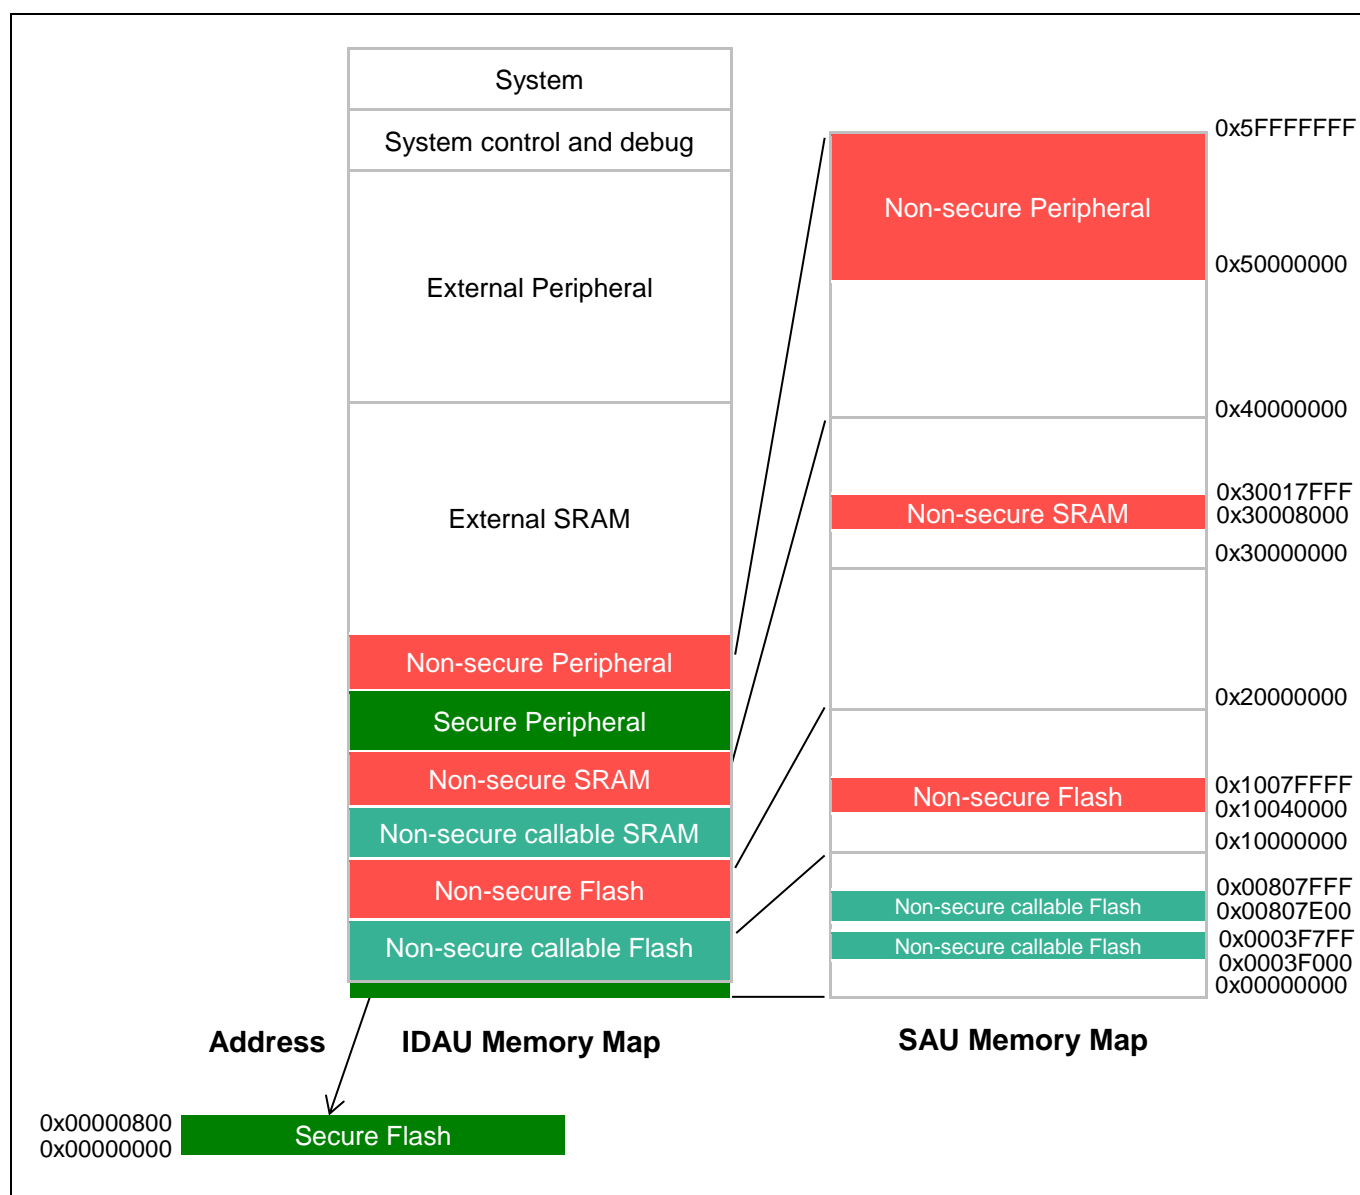 System
System control and debug
External Peripheral
External SRAM
Non-secure Peripheral
Secure Peripheral
Non-secure SRAM
Non-secure callable SRAM
Non-secure Flash
Non-secure callable Flash
Address
IDAU Memory Map
0x00000800
0x00000000
Secure Flash
0x5FFFFFFF
Non-secure Peripheral
0x50000000
0x40000000
0x30017FFF
Non-secure SRAM
0x30008000
0x30000000
0x20000000
0x1007FFFF
Non-secure Flash
0x10040000
0x10000000
0x00807FFF
Non-secure callable Flash
0x00807E00
0x0003F7FF
Non-secure callable Flash
0x0003F000
0x00000000
SAU Memory Map